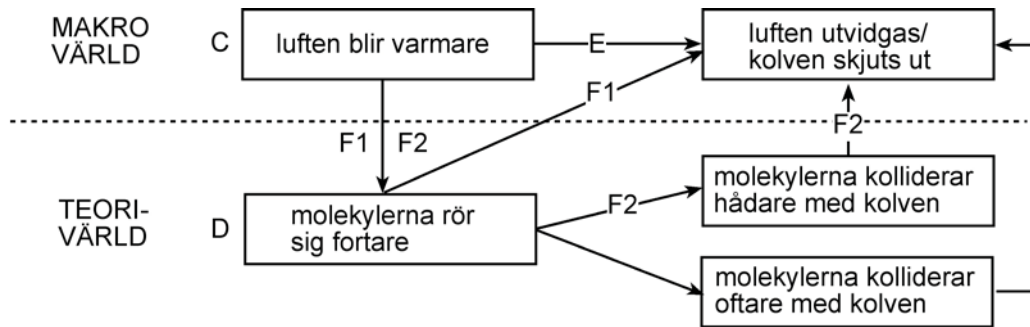 MAKRO
VÄRLD
C
luften blir varmare
E
luften utvidgas/
kolven skjuts ut
F1
F2
F1
F2
TEORI-
VÄRLD
D
molekylerna rör
sig fortare
F2
molekylerna kolliderar
hådare med kolven
molekylerna kolliderar
oftare med kolven